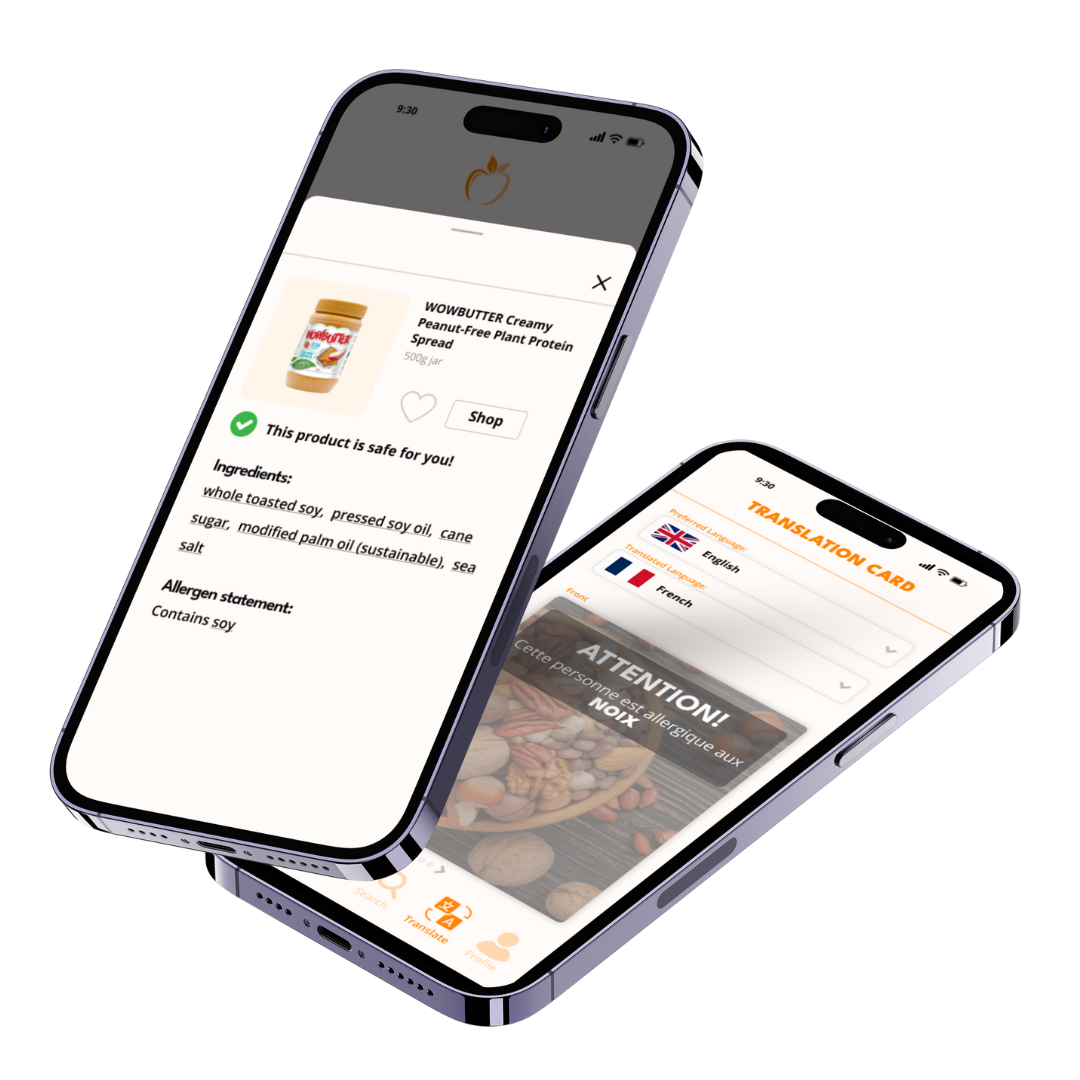 9:30
WOWBUTTER
WOWBUTTER Creamy
Peanut-Free Plant Protein
Spread
500g jar
Shop
This product is safe for you!
Ingredients:
whole toasted soy, pressed soy oil, cane
sugar, modified palm oil (sustainable), sea
salt
Allergen statement:
Contains soy
9:30
TRANSLATION CARD
Preferred Language:
English
Translated Language:
French
Front
ATTENTION!
Cette personne est allergique aux
NOIX
Search
文
A
Translate
Profile